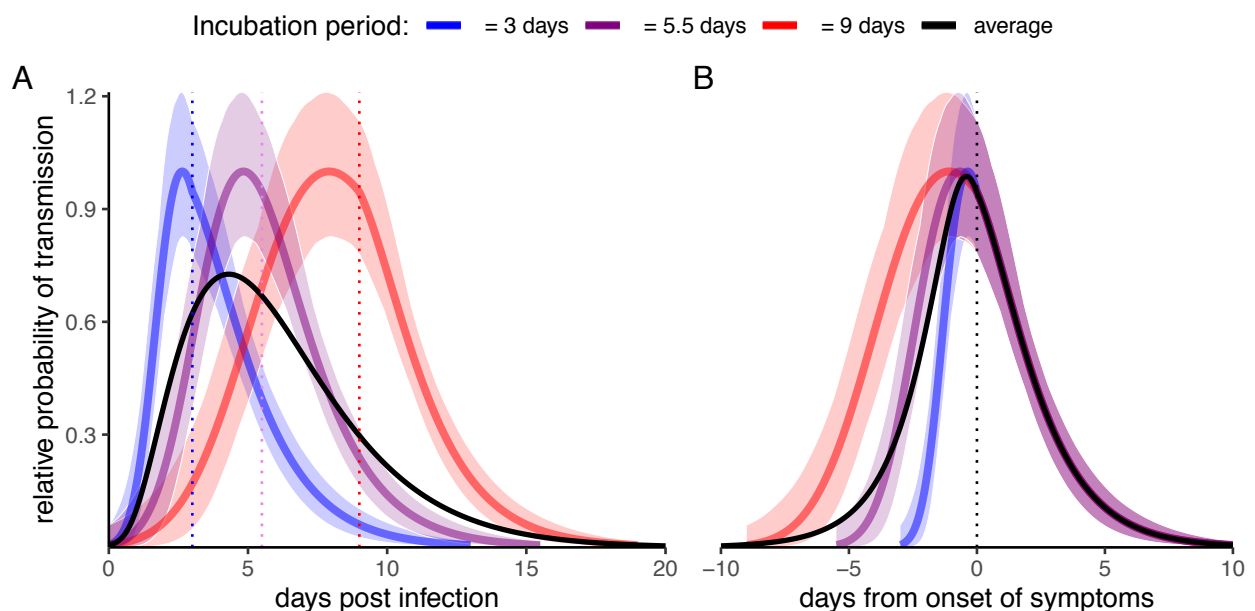 Incubation period: = 3 days = 5.5 days = 9 days average
A
B
1.2
0.9
0.6
0.3
relative probability of transmission
0 5 10 15 20
days post infection
−10 −5 0 5 10
days from onset of symptoms